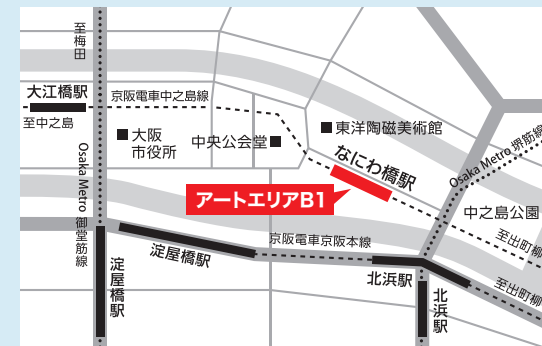 至梅田
大江橋駅
京阪電車中之島線
至中之島
大阪
市役所
中央公会堂
東洋陶磁美術館
なにわ橋駅
Osaka Metro 堺筋線
アートエリアB1
中之島公園
Osaka Metro 御堂筋線
淀屋橋駅
京阪電車京阪本線
至出町柳
北浜駅
至出町柳
淀屋橋駅
北浜駅